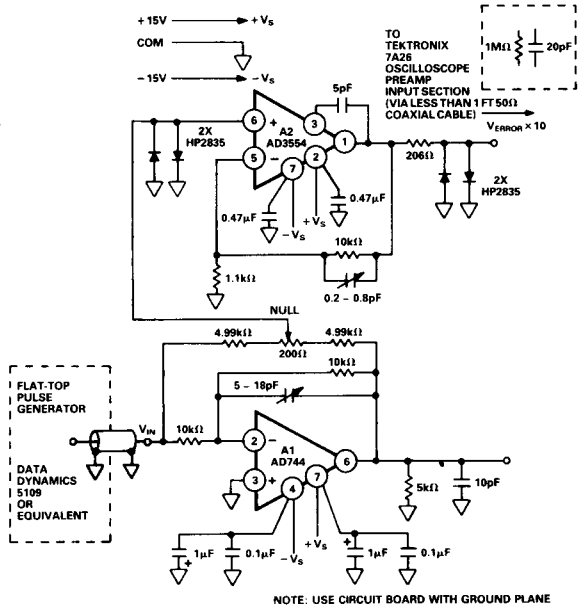 +15V +VS
COM
−15V −VS
TO
TEKTRONIX
7A26
OSCILLOSCOPE
PREAMP
INPUT SECTION
(VIA LESS THAN 1 FT 50Ω
COAXIAL CABLE)
1MΩ 20pF
VERROR × 10
5pF
6 + A2 3
AD3554 1
5 − 2
7
2X
HP2835
206Ω
2X
HP2835
0.47µF
−VS
+VS
0.47µF
10kΩ
1.1kΩ
0.2 – 0.8pF
NULL
4.99kΩ 4.99kΩ
200Ω
10kΩ
5 – 18pF
FLAT-TOP
PULSE
GENERATOR
VIN
10kΩ
DATA
DYNAMICS
5109
OR
EQUIVALENT
2 − A1
AD744 6
3 + 7
4
5kΩ
10pF
+VS
−VS
1µF
+
0.1µF
+
1µF
0.1µF
NOTE: USE CIRCUIT BOARD WITH GROUND PLANE